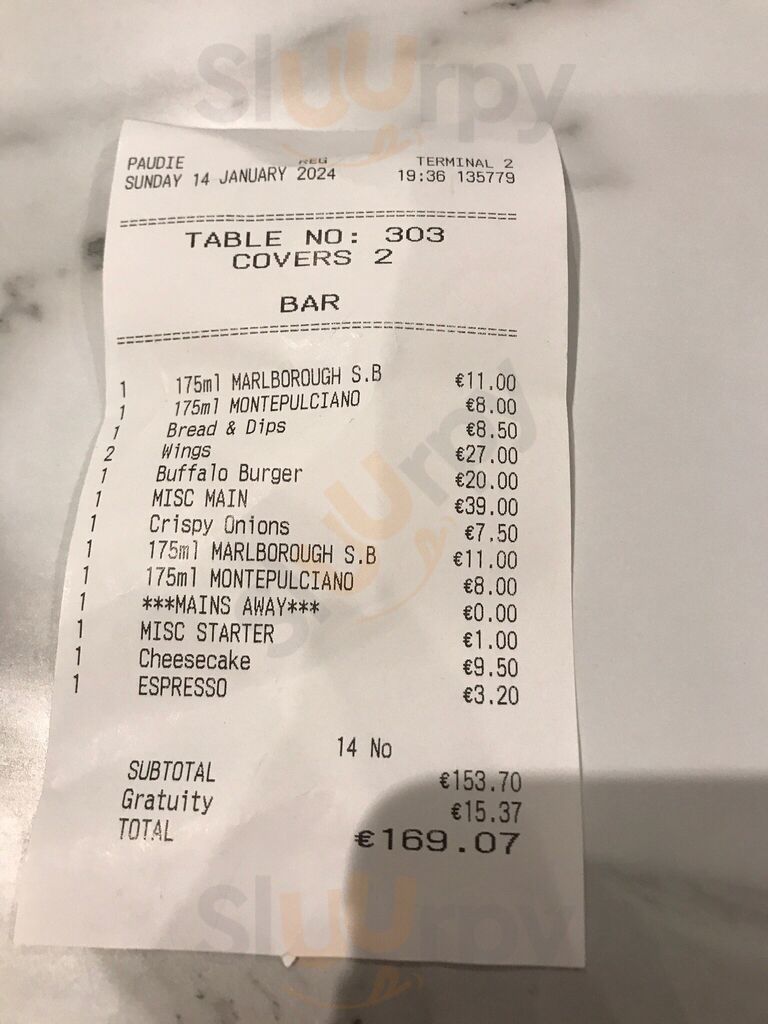 SluUrpy
PAUDIE REG TERMINAL 2
SUNDAY 14 JANUARY 2024 19:36 135779
TABLE NO: 303
COVERS 2
BAR
1 175ml MARLBOROUGH S.B €11.00
1 175ml MONTEPULCIANO €8.00
1 Bread & Dips €8.50
2 Wings €27.00
1 Buffalo Burger €20.00
1 MISC MAIN €39.00
1 Crispy Onions €7.50
1 175ml MARLBOROUGH S.B €11.00
1 175ml MONTEPULCIANO €8.00
1 ***MAINS AWAY*** €0.00
1 MISC STARTER €1.00
1 Cheesecake €9.50
1 ESPRESSO €3.20
14 No
SUBTOTAL €153.70
Gratuity €15.37
TOTAL €169.07
SluUrpy
SluUrpy